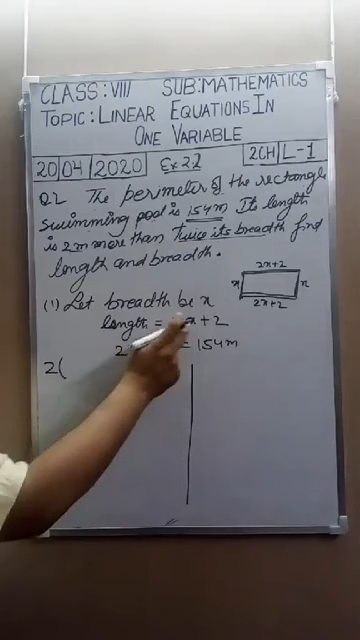 CLASS: VIII SUB: MATHEMATICS
TOPIC: LINEAR EQUATIONS IN
ONE VARIABLE
20 04 2020 Ex 2.2 2CH L-1
Q2 The perimeter of the rectangle
swimming pool is 154m Its length
is 2m more than twice its breadth find
length and breadth.
2x+2
x x
2x+2
(1) Let breadth be x
length = x+2
2 = 154m
2(